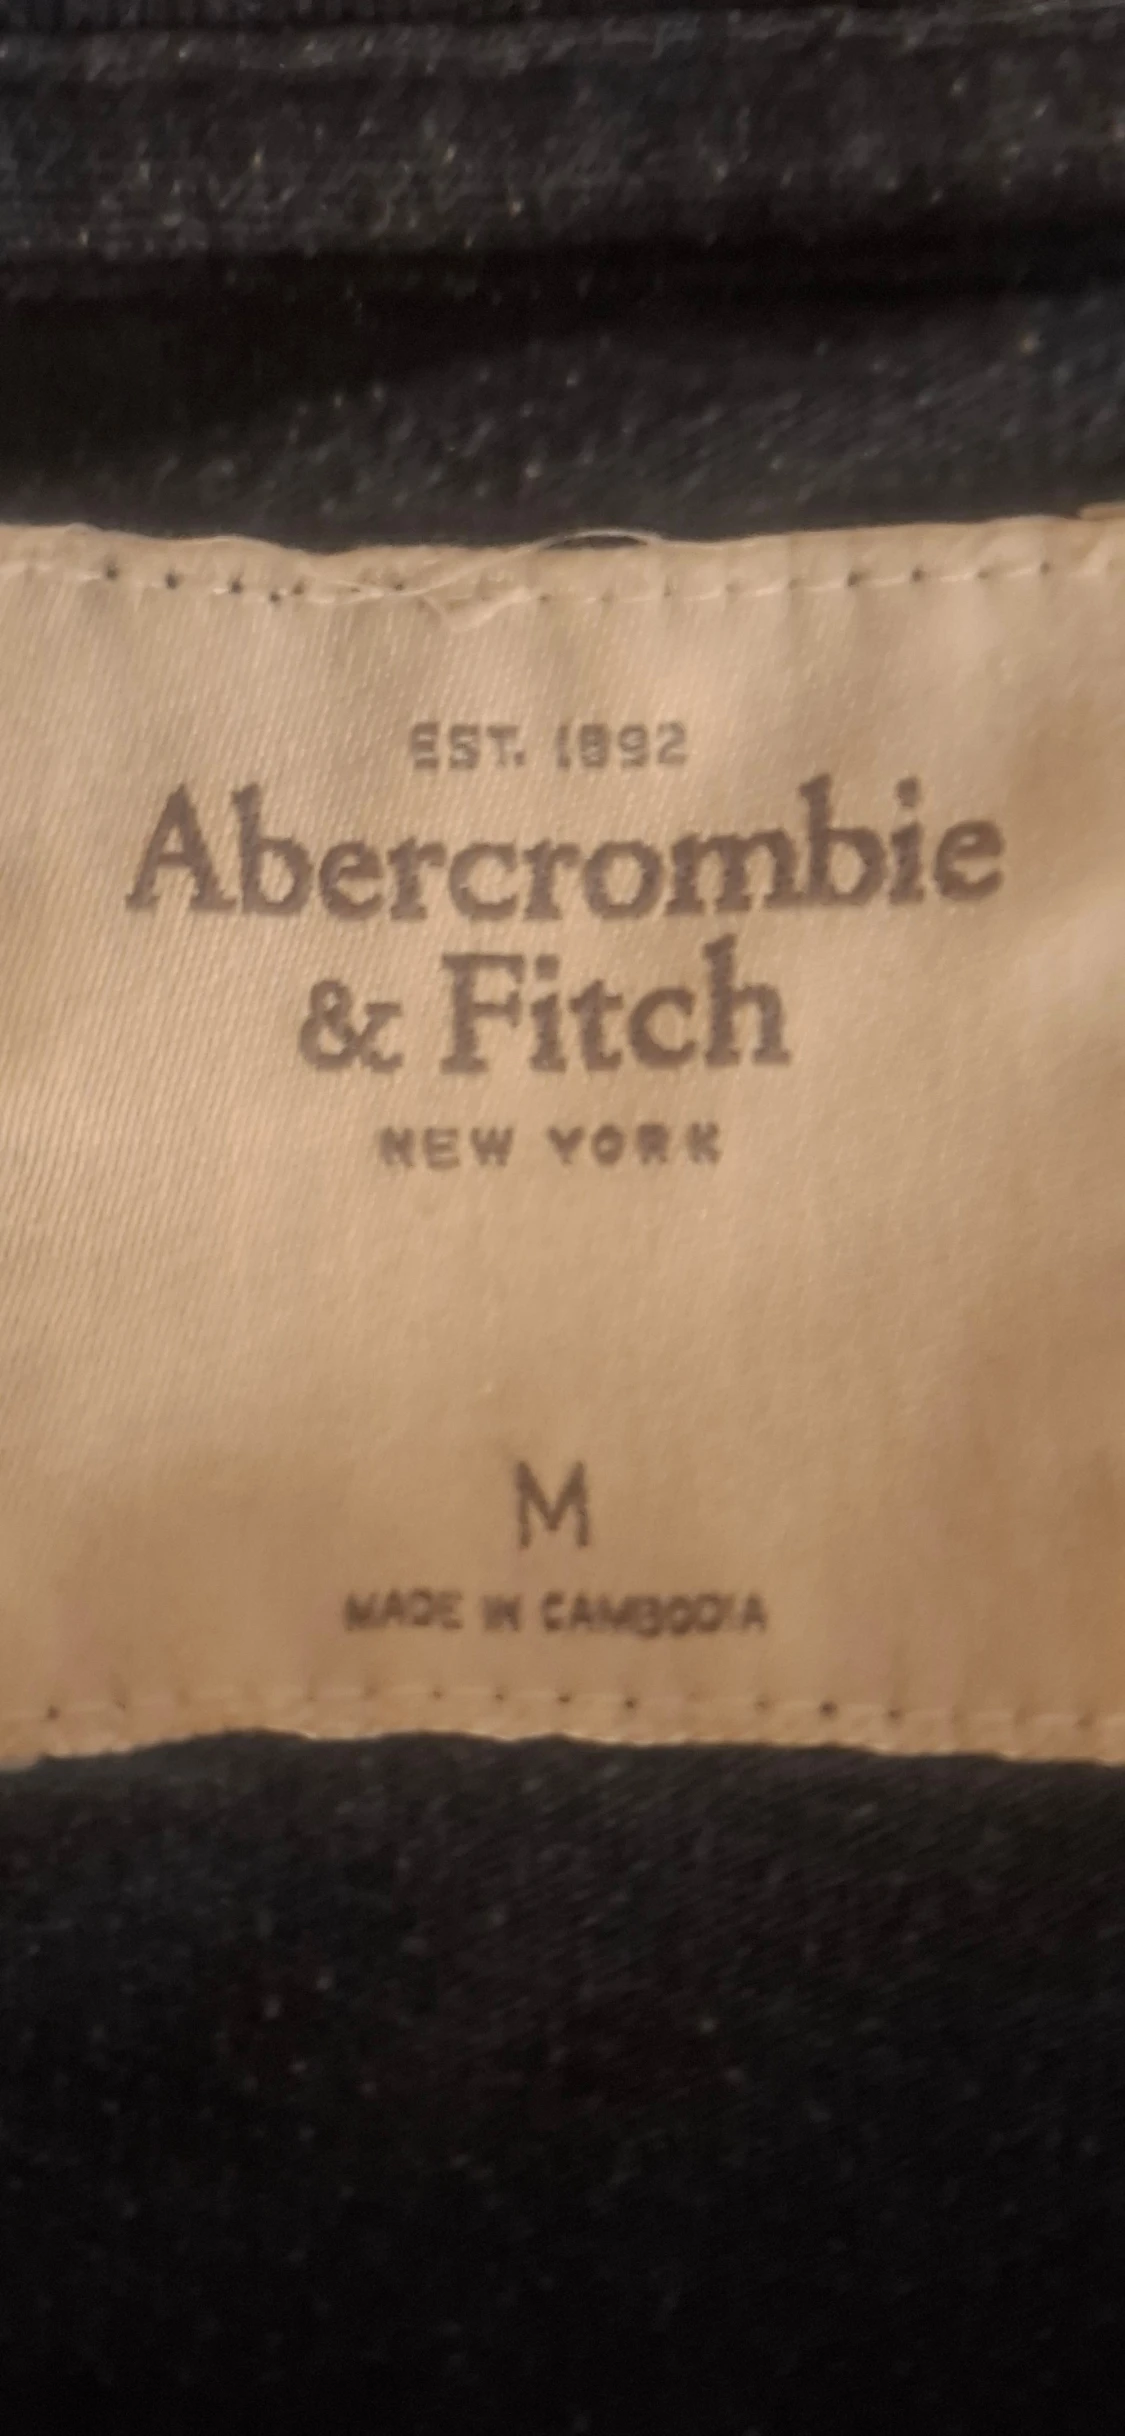 EST. 1892
Abercrombie
& Fitch
NEW YORK
M
MADE IN CAMBODIA